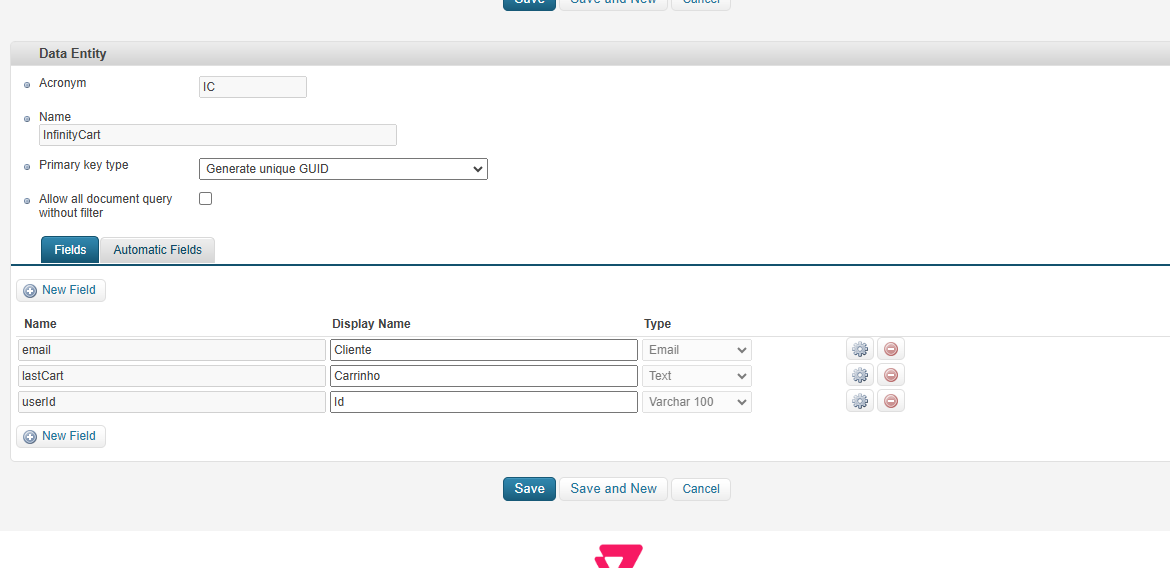 Save Save and New Cancel
Data Entity
Acronym IC
Name
InfinityCart
Primary key type Generate unique GUID
Allow all document query
without filter
Fields Automatic Fields
New Field
Name Display Name Type
email Cliente Email
lastCart Carrinho Text
userId Id Varchar 100
New Field
Save Save and New Cancel